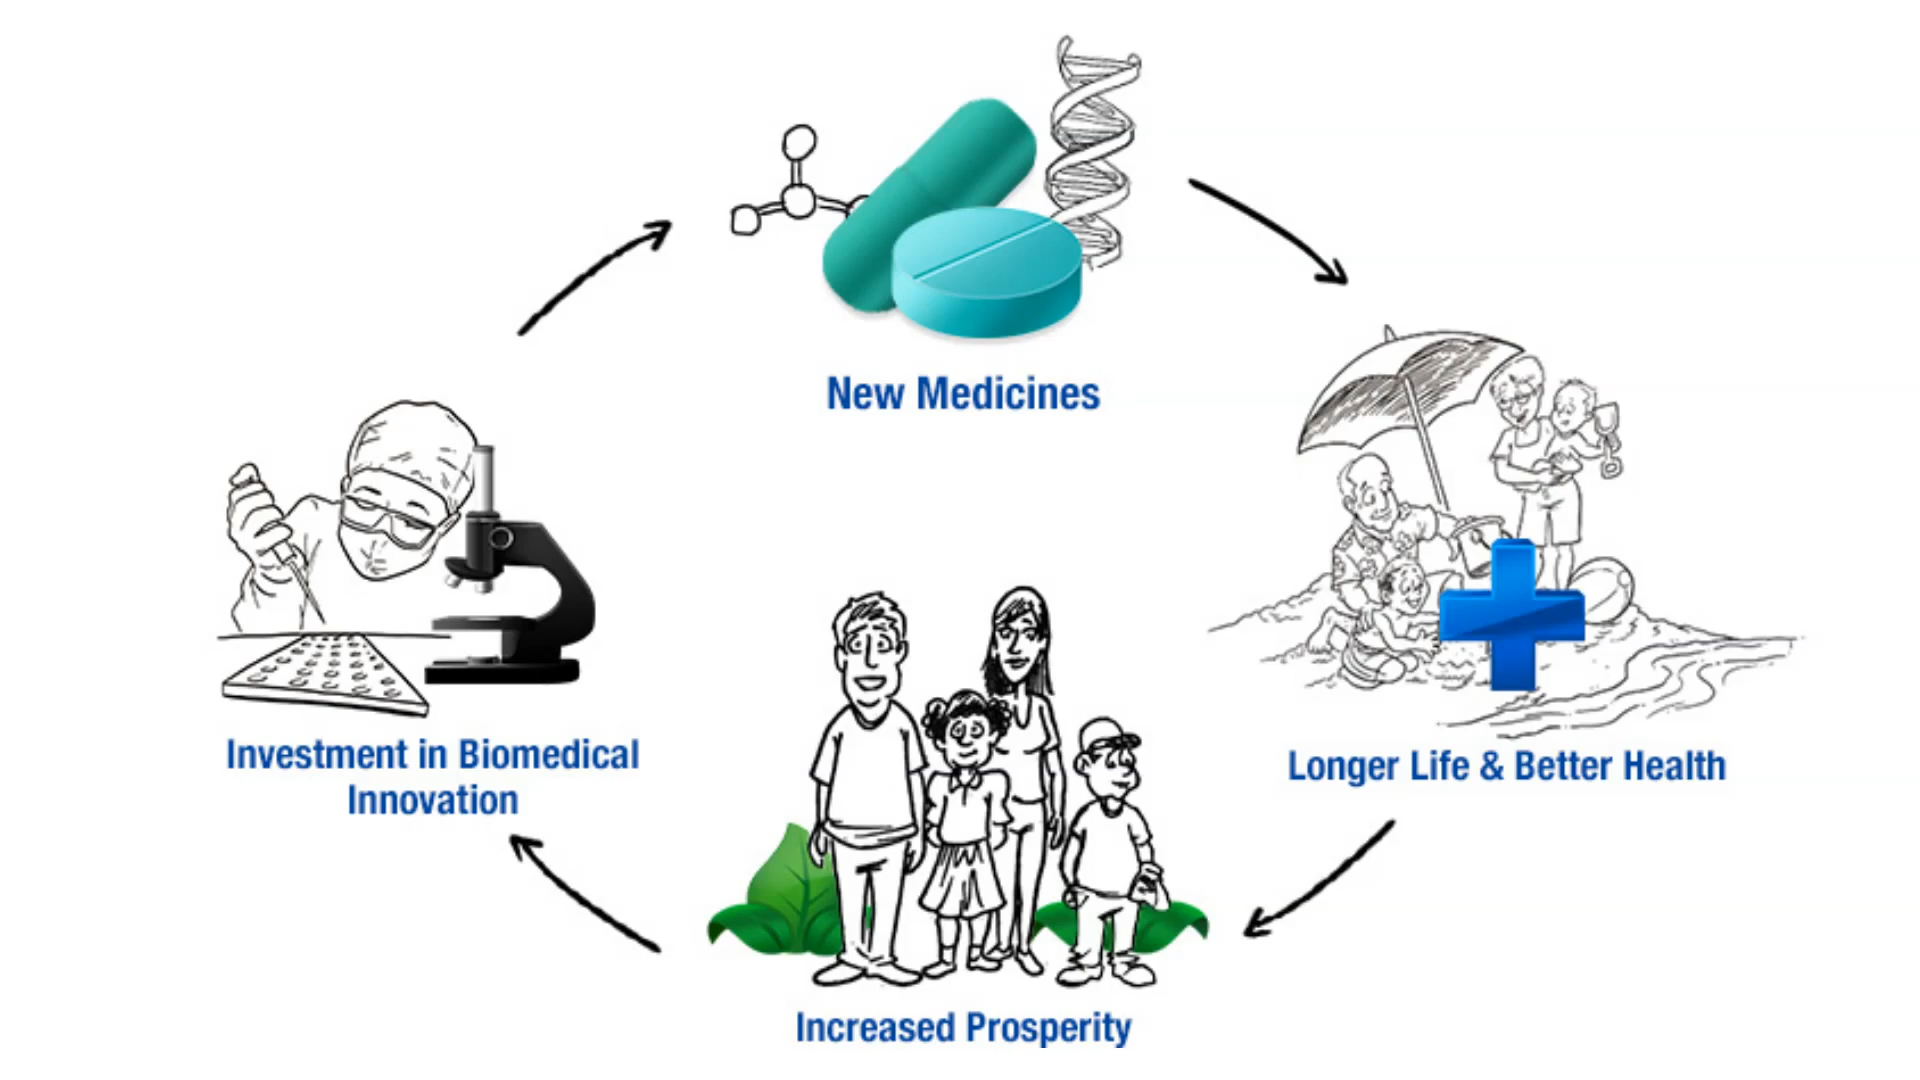 New Medicines
Investment in Biomedical
Innovation
Longer Life & Better Health
Increased Prosperity